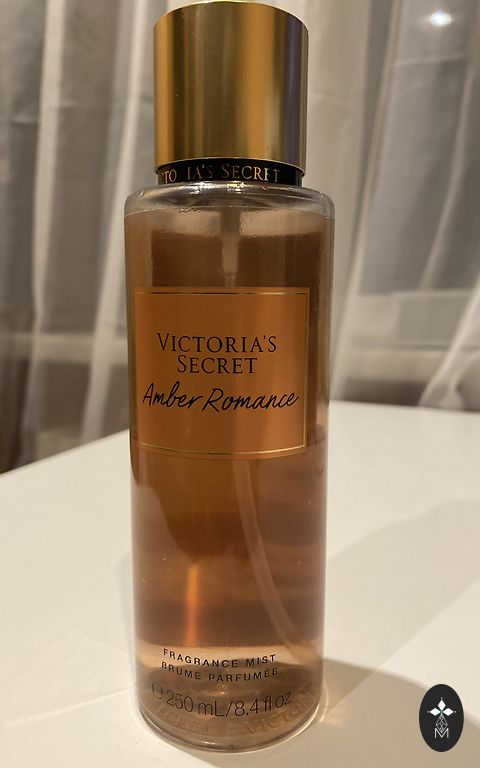 VICTORIA'S SECRET
VICTORIA'S
SECRET
Amber Romance
FRAGRANCE MIST
BRUME PARFUMÉE
℮ 250 mL/8.4 fl oz
M